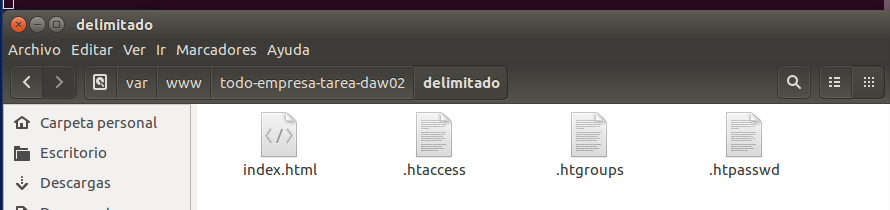 delimitado
Archivo Editar Ver Ir Marcadores Ayuda
var www todo-empresa-tarea-daw02 delimitado
Carpeta personal
Escritorio
Descargas
index.html .htaccess .htgroups .htpasswd